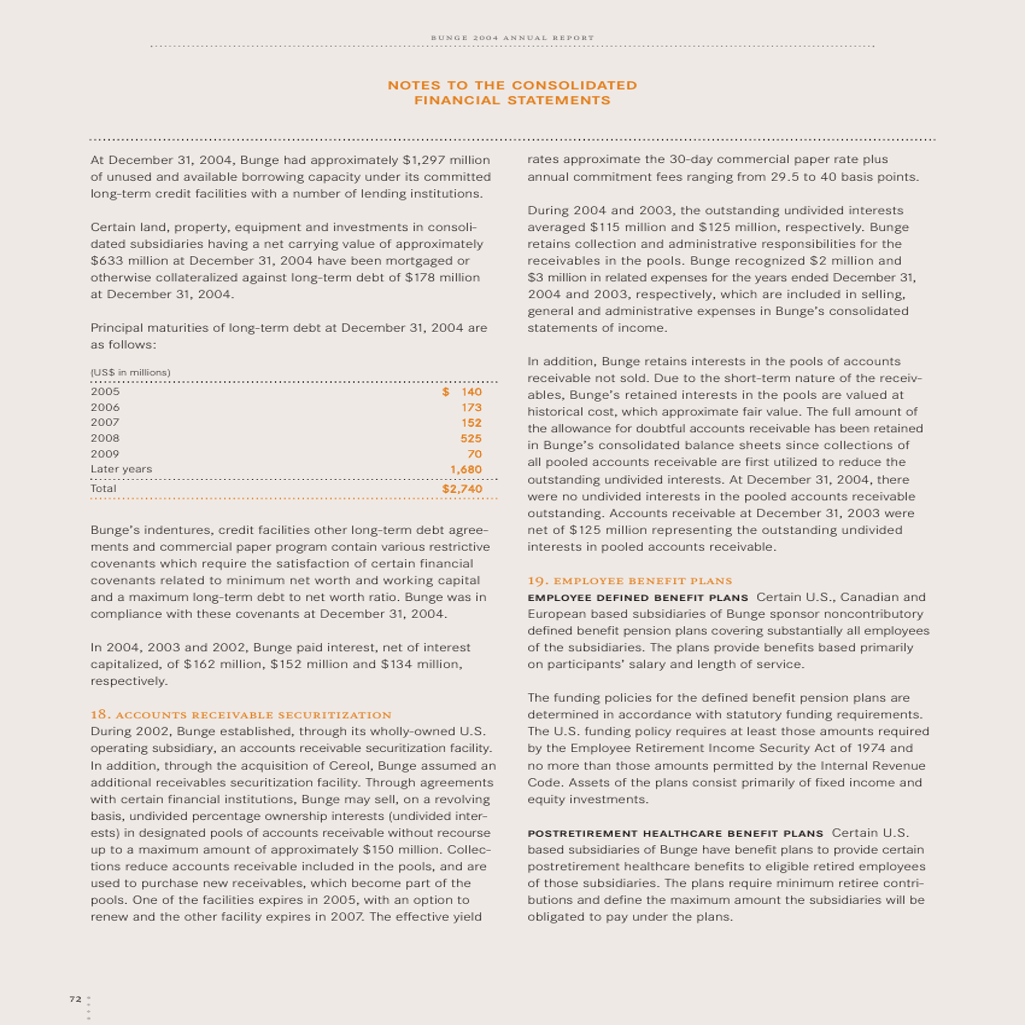 BUNGE 2004 ANNUAL REPORT
NOTES TO THE CONSOLIDATED
FINANCIAL STATEMENTS
At December 31, 2004, Bunge had approximately $1,297 million
of unused and available borrowing capacity under its committed
long-term credit facilities with a number of lending institutions.
Certain land, property, equipment and investments in consoli-
dated subsidiaries having a net carrying value of approximately
$633 million at December 31, 2004 have been mortgaged or
otherwise collateralized against long-term debt of $178 million
at December 31, 2004.
Principal maturities of long-term debt at December 31, 2004 are
as follows:
(US$ in millions)
2005 $ 140
2006 173
2007 152
2008 525
2009 70
Later years 1,680
Total $2,740
Bunge's indentures, credit facilities other long-term debt agree-
ments and commercial paper program contain various restrictive
covenants which require the satisfaction of certain financial
covenants related to minimum net worth and working capital
and a maximum long-term debt to net worth ratio. Bunge was in
compliance with these covenants at December 31, 2004.
In 2004, 2003 and 2002, Bunge paid interest, net of interest
capitalized, of $162 million, $152 million and $134 million,
respectively.
18. ACCOUNTS RECEIVABLE SECURITIZATION
During 2002, Bunge established, through its wholly-owned U.S.
operating subsidiary, an accounts receivable securitization facility.
In addition, through the acquisition of Cereol, Bunge assumed an
additional receivables securitization facility. Through agreements
with certain financial institutions, Bunge may sell, on a revolving
basis, undivided percentage ownership interests (undivided inter-
ests) in designated pools of accounts receivable without recourse
up to a maximum amount of approximately $150 million. Collec-
tions reduce accounts receivable included in the pools, and are
used to purchase new receivables, which become part of the
pools. One of the facilities expires in 2005, with an option to
renew and the other facility expires in 2007. The effective yield
rates approximate the 30-day commercial paper rate plus
annual commitment fees ranging from 29.5 to 40 basis points.
During 2004 and 2003, the outstanding undivided interests
averaged $115 million and $125 million, respectively. Bunge
retains collection and administrative responsibilities for the
receivables in the pools. Bunge recognized $2 million and
$3 million in related expenses for the years ended December 31,
2004 and 2003, respectively, which are included in selling,
general and administrative expenses in Bunge's consolidated
statements of income.
In addition, Bunge retains interests in the pools of accounts
receivable not sold. Due to the short-term nature of the receiv-
ables, Bunge's retained interests in the pools are valued at
historical cost, which approximate fair value. The full amount of
the allowance for doubtful accounts receivable has been retained
in Bunge's consolidated balance sheets since collections of
all pooled accounts receivable are first utilized to reduce the
outstanding undivided interests. At December 31, 2004, there
were no undivided interests in the pooled accounts receivable
outstanding. Accounts receivable at December 31, 2003 were
net of $125 million representing the outstanding undivided
interests in pooled accounts receivable.
19. EMPLOYEE BENEFIT PLANS
EMPLOYEE DEFINED BENEFIT PLANS Certain U.S., Canadian and
European based subsidiaries of Bunge sponsor noncontributory
defined benefit pension plans covering substantially all employees
of the subsidiaries. The plans provide benefits based primarily
on participants' salary and length of service.
The funding policies for the defined benefit pension plans are
determined in accordance with statutory funding requirements.
The U.S. funding policy requires at least those amounts required
by the Employee Retirement Income Security Act of 1974 and
no more than those amounts permitted by the Internal Revenue
Code. Assets of the plans consist primarily of fixed income and
equity investments.
POSTRETIREMENT HEALTHCARE BENEFIT PLANS Certain U.S.
based subsidiaries of Bunge have benefit plans to provide certain
postretirement healthcare benefits to eligible retired employees
of those subsidiaries. The plans require minimum retiree contri-
butions and define the maximum amount the subsidiaries will be
obligated to pay under the plans.
72